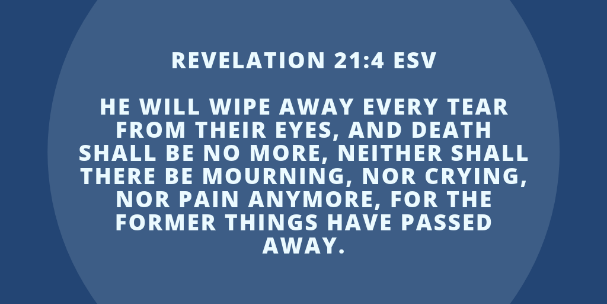 REVELATION 21:4 ESV
HE WILL WIPE AWAY EVERY TEAR
FROM THEIR EYES, AND DEATH
SHALL BE NO MORE, NEITHER SHALL
THERE BE MOURNING, NOR CRYING,
NOR PAIN ANYMORE, FOR THE
FORMER THINGS HAVE PASSED
AWAY.